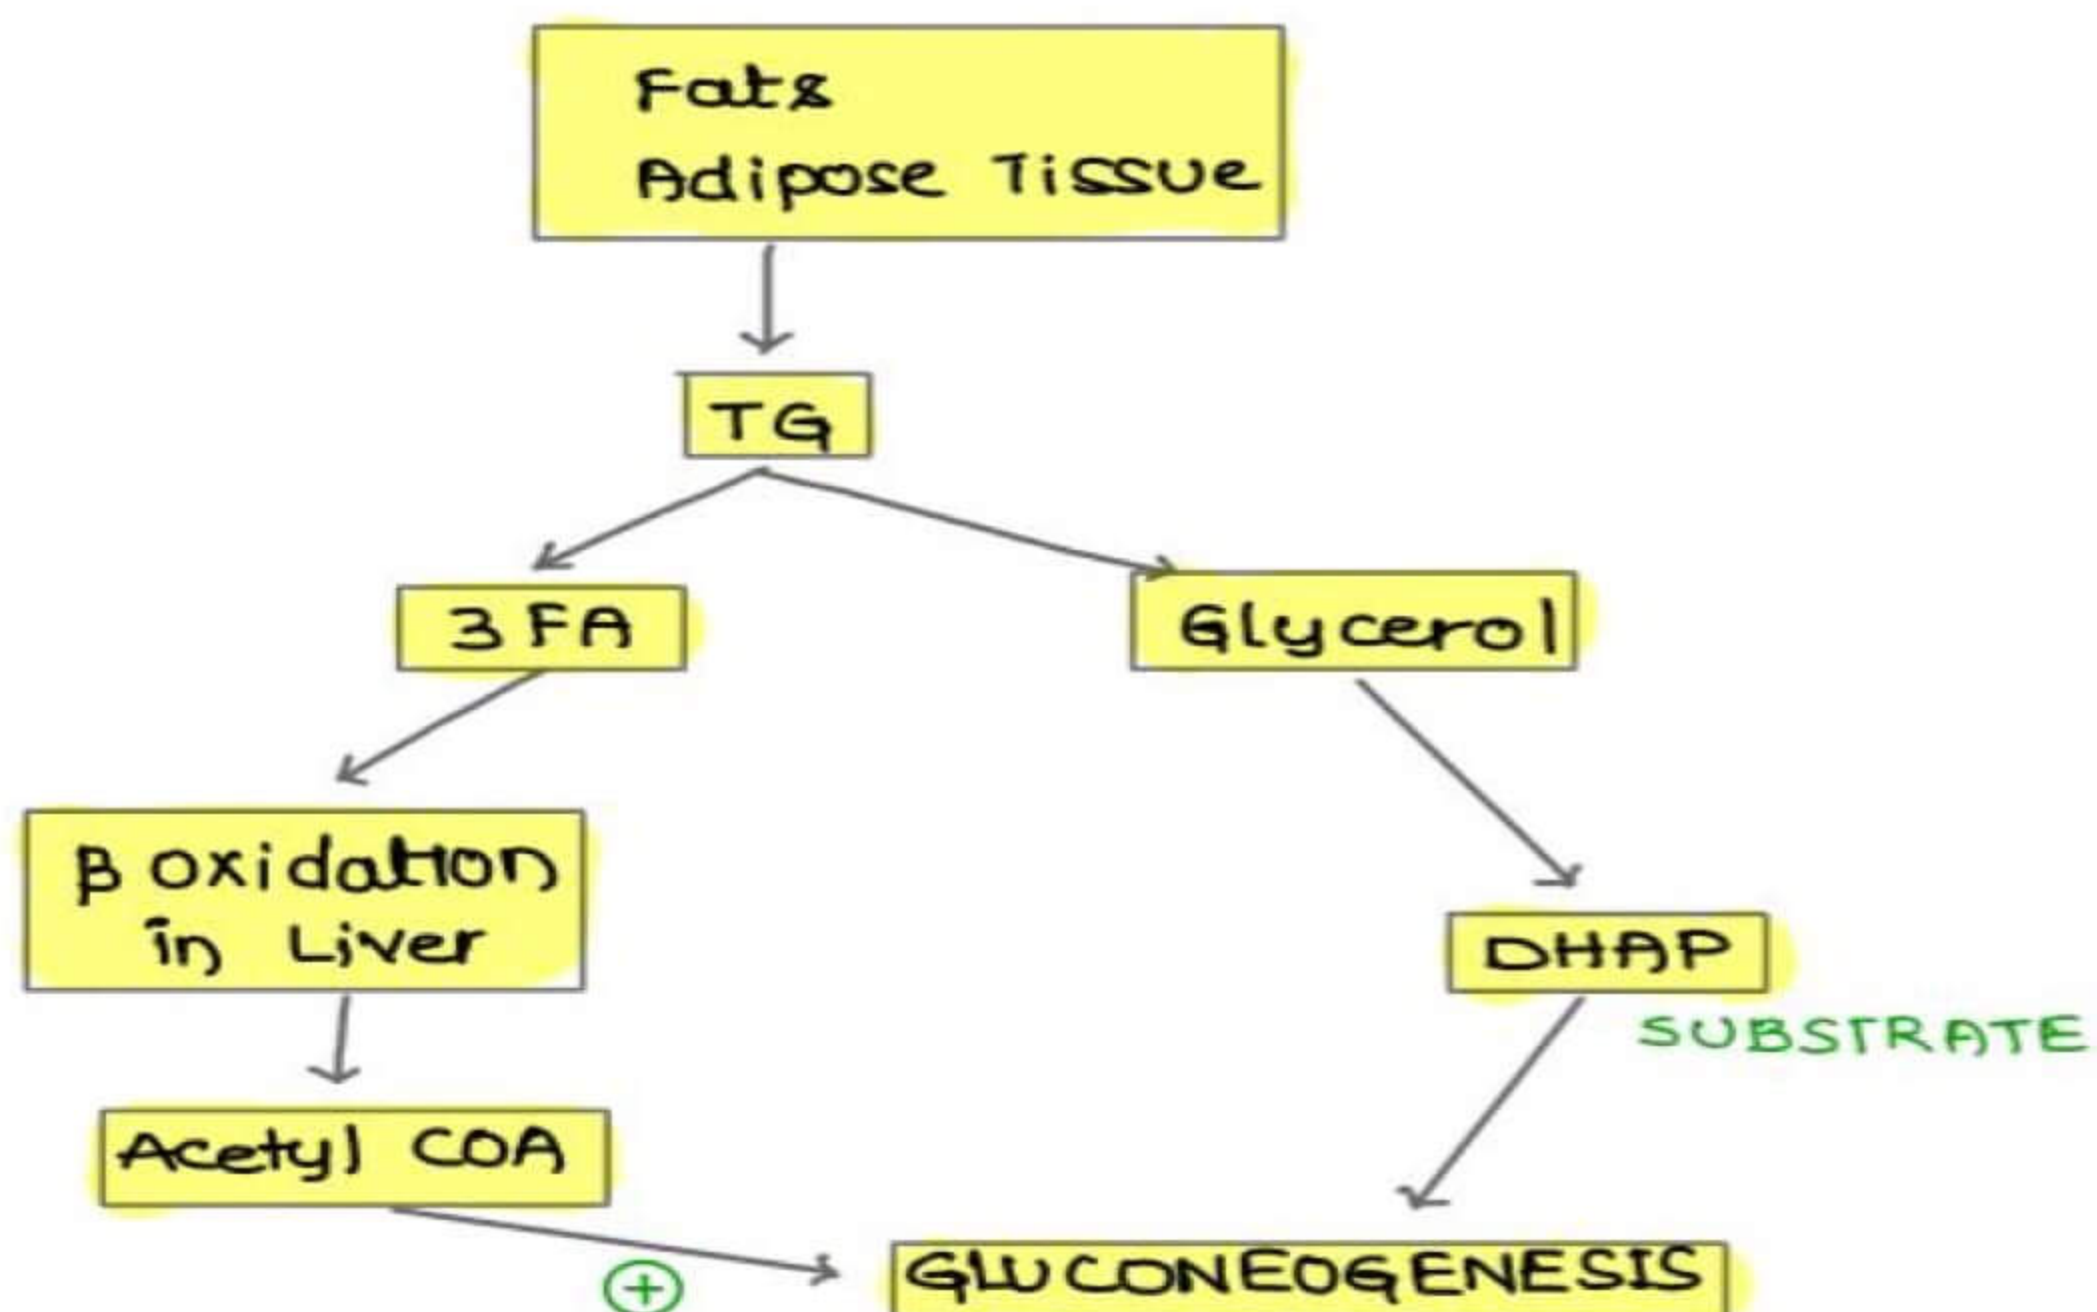 Fats
Adipose Tissue
TG
3 FA
Glycerol
β oxidation
in Liver
DHAP
SUBSTRATE
Acetyl COA
+
GLUCONEOGENESIS